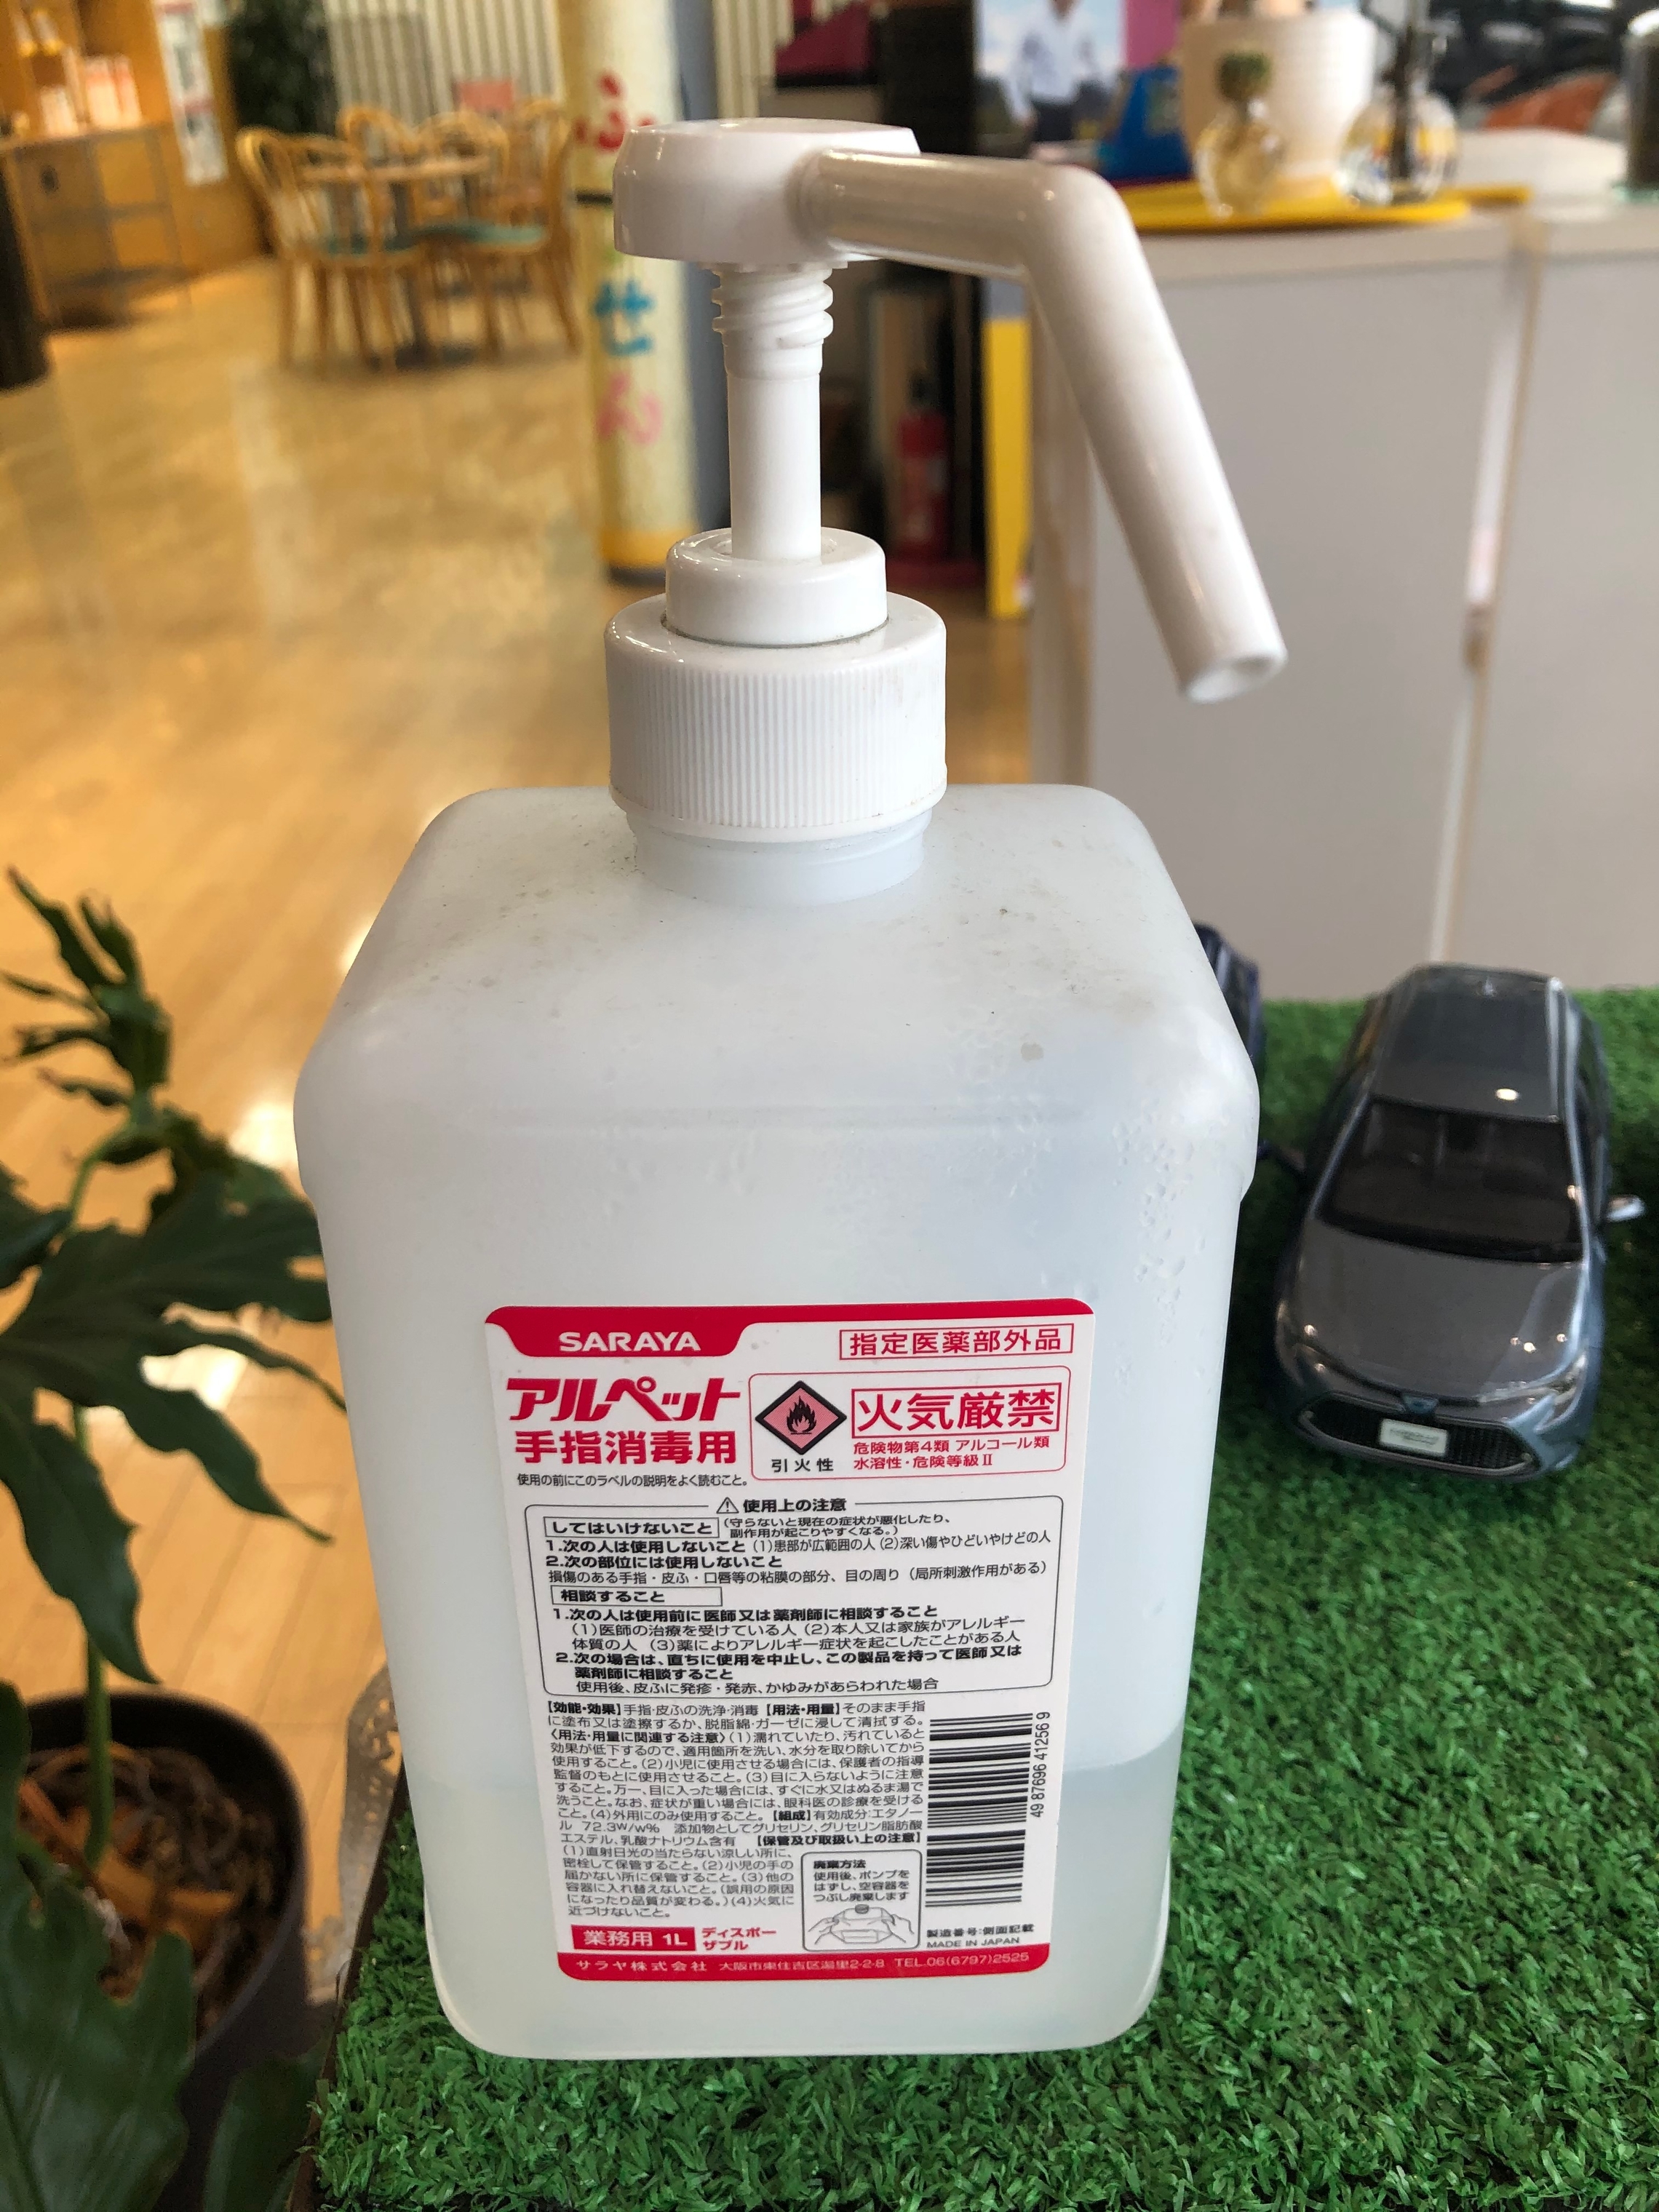 ふ
せ
ん
SARAYA
指定医薬部外品
アルペット
手指消毒用
使用の前にこのラベルの説明をよく読むこと。
引火性
火気厳禁
危険物第4類 アルコール類
水溶性・危険等級Ⅱ
使用上の注意
してはいけないこと (守らないと現在の症状が悪化したり、
副作用が起こりやすくなる。)
1.次の人は使用しないこと (1)患部が広範囲の人 (2)深い傷やひどいやけどの人
2.次の部位には使用しないこと
損傷のある手指・皮ふ・口唇等の粘膜の部分、目の周り (局所刺激作用がある)
相談すること
1.次の人は使用前に医師又は薬剤師に相談すること
(1)医師の治療を受けている人 (2)本人又は家族がアレルギー
体質の人 (3)薬によりアレルギー症状を起こしたことがある人
2.次の場合は、直ちに使用を中止し、この製品を持って医師又は
薬剤師に相談すること
使用後、皮ふに発疹・発赤、かゆみがあらわれた場合
【効能・効果】手指・皮ふの洗浄・消毒 【用法・用量】そのまま手指
に塗布又は塗擦するか、脱脂綿・ガーゼに浸して清拭する。
〈用法・用量に関連する注意〉(1)濡れていたり、汚れていると
効果が低下するので、適用箇所を洗い、水分を取り除いてから
使用すること。(2)小児に使用させる場合には、保護者の指導
監督のもとに使用させること。(3)目に入らないように注意
すること。万一、目に入った場合には、すぐに水又はぬるま湯で
洗うこと。なお、症状が重い場合には、眼科医の診療を受ける
こと。(4)外用にのみ使用すること。【組成】有効成分:エタノー
ル 72.3w/w% 添加物としてグリセリン、グリセリン脂肪酸
エステル、乳酸ナトリウム含有 【保管及び取扱い上の注意】
(1)直射日光の当たらない涼しい所に、
密栓して保管すること。(2)小児の手の
届かない所に保管すること。(3)他の
容器に入れ替えないこと。(誤用の原因
になったり品質が変わる。)(4)火気に
近づけないこと。
廃棄方法
使用後、ポンプを
はずし、空容器を
つぶし廃棄します
49 87696 41256 9
業務用 1L ディスポー
ザブル
製造番号:側面記載
MADE IN JAPAN
サラヤ株式会社 大阪市東住吉区湯里2-2-8 TEL.06(6797)2525